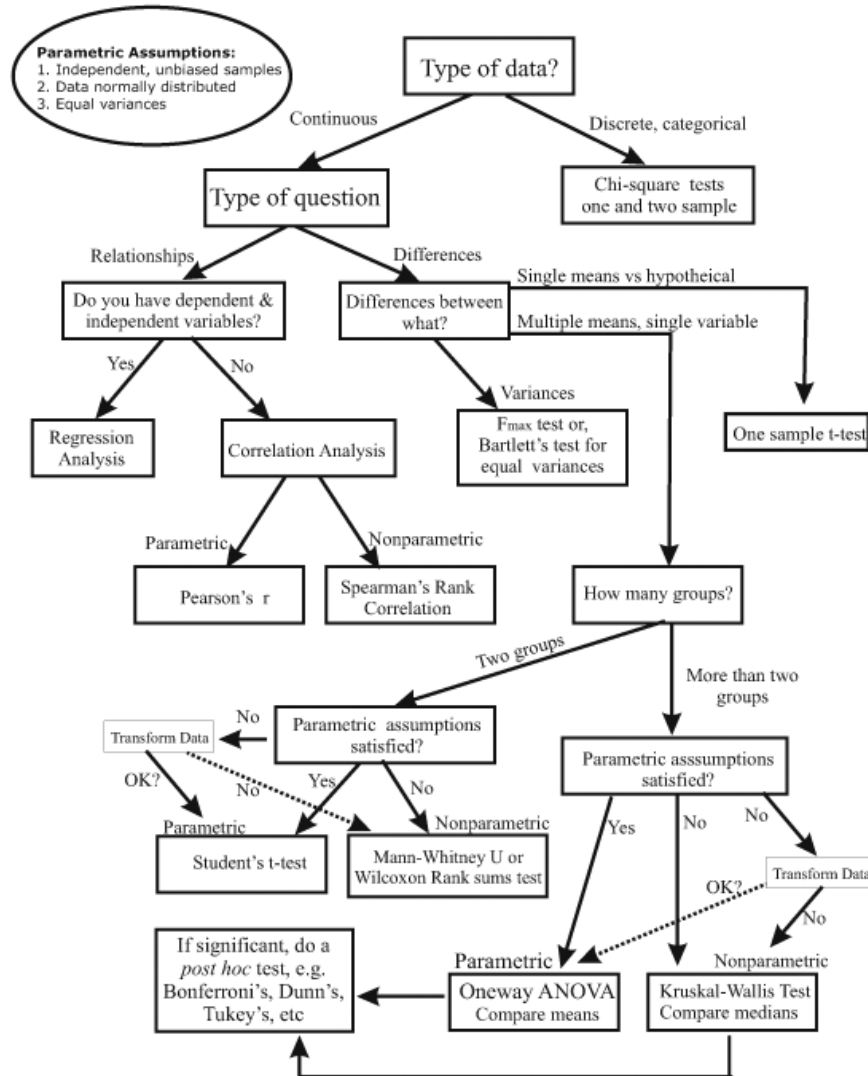 Parametric Assumptions:
1. Independent, unbiased samples
2. Data normally distributed
3. Equal variances
Type of data?
Continuous
Discrete, categorical
Type of question
Chi-square tests
one and two sample
Relationships
Differences
Do you have dependent &
independent variables?
Differences between
what?
Single means vs hypotheical
Multiple means, single variable
Yes
No
Variances
Regression
Analysis
Correlation Analysis
Fmax test or,
Bartlett's test for
equal variances
One sample t-test
Parametric
Nonparametric
Pearson's r
Spearman's Rank
Correlation
How many groups?
Two groups
More than two
groups
Transform Data
No
Parametric assumptions
satisfied?
Parametric asssumptions
satisfied?
OK?
No
Yes
No
Parametric
Nonparametric
Student's t-test
Mann-Whitney U or
Wilcoxon Rank sums test
Yes
No
No
Transform Data
OK?
No
If significant, do a
post hoc test, e.g.
Bonferroni's, Dunn's,
Tukey's, etc
Parametric
Oneway ANOVA
Compare means
Nonparametric
Kruskal-Wallis Test
Compare medians